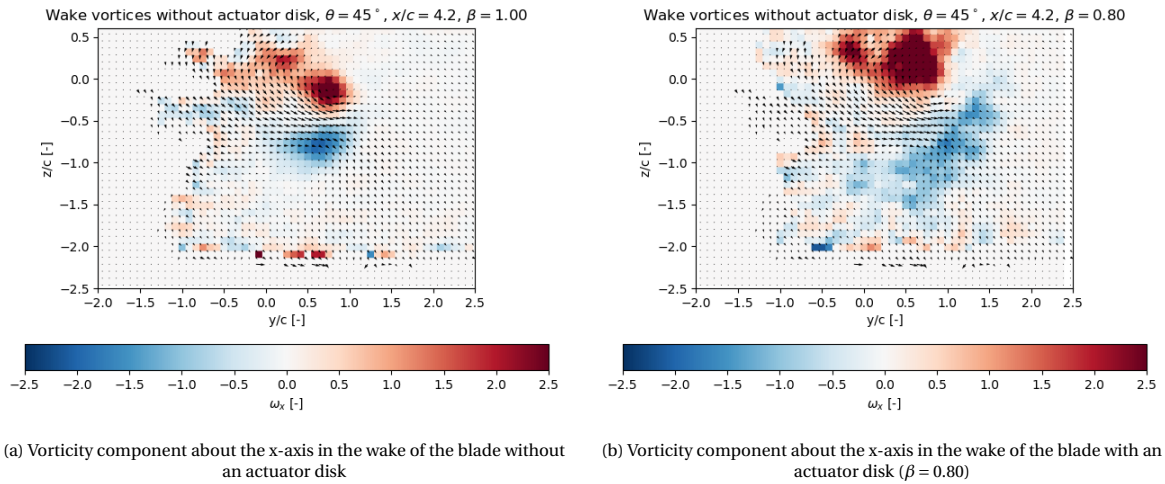 Wake vortices without actuator disk, θ = 45°, x/c = 4.2, β = 1.00
0.5
0.0
−0.5
−1.0
−1.5
−2.0
−2.5
z/c [-]
−2.0 −1.5 −1.0 −0.5 0.0 0.5 1.0 1.5 2.0 2.5
y/c [-]
−2.5 −2.0 −1.5 −1.0 −0.5 0.0 0.5 1.0 1.5 2.0 2.5
ωx [-]
(a) Vorticity component about the x-axis in the wake of the blade without
an actuator disk
Wake vortices without actuator disk, θ = 45°, x/c = 4.2, β = 0.80
0.5
0.0
−0.5
−1.0
−1.5
−2.0
−2.5
z/c [-]
−2.0 −1.5 −1.0 −0.5 0.0 0.5 1.0 1.5 2.0 2.5
y/c [-]
−2.5 −2.0 −1.5 −1.0 −0.5 0.0 0.5 1.0 1.5 2.0 2.5
ωx [-]
(b) Vorticity component about the x-axis in the wake of the blade with an
actuator disk (β = 0.80)